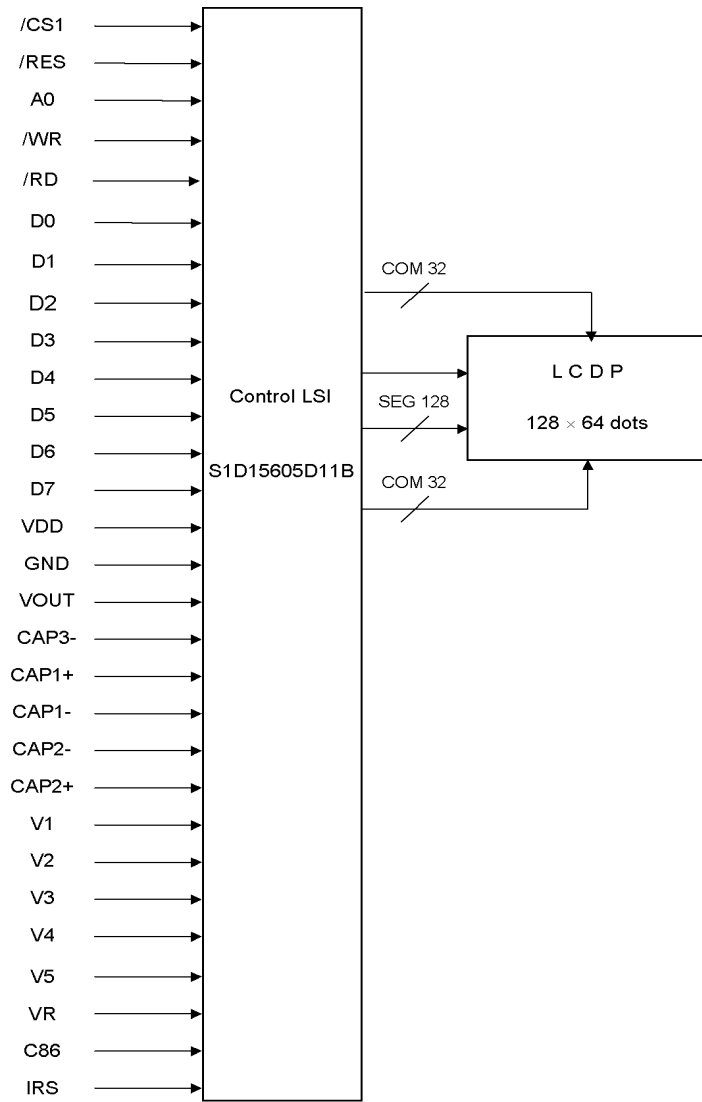 /CS1
/RES
A0
/WR
/RD
D0
D1
D2
D3
D4
D5
D6
D7
VDD
GND
VOUT
CAP3-
CAP1+
CAP1-
CAP2-
CAP2+
V1
V2
V3
V4
V5
VR
C86
IRS
Control LSI
S1D15605D11B
COM 32
SEG 128
COM 32
L C D P
128 × 64 dots